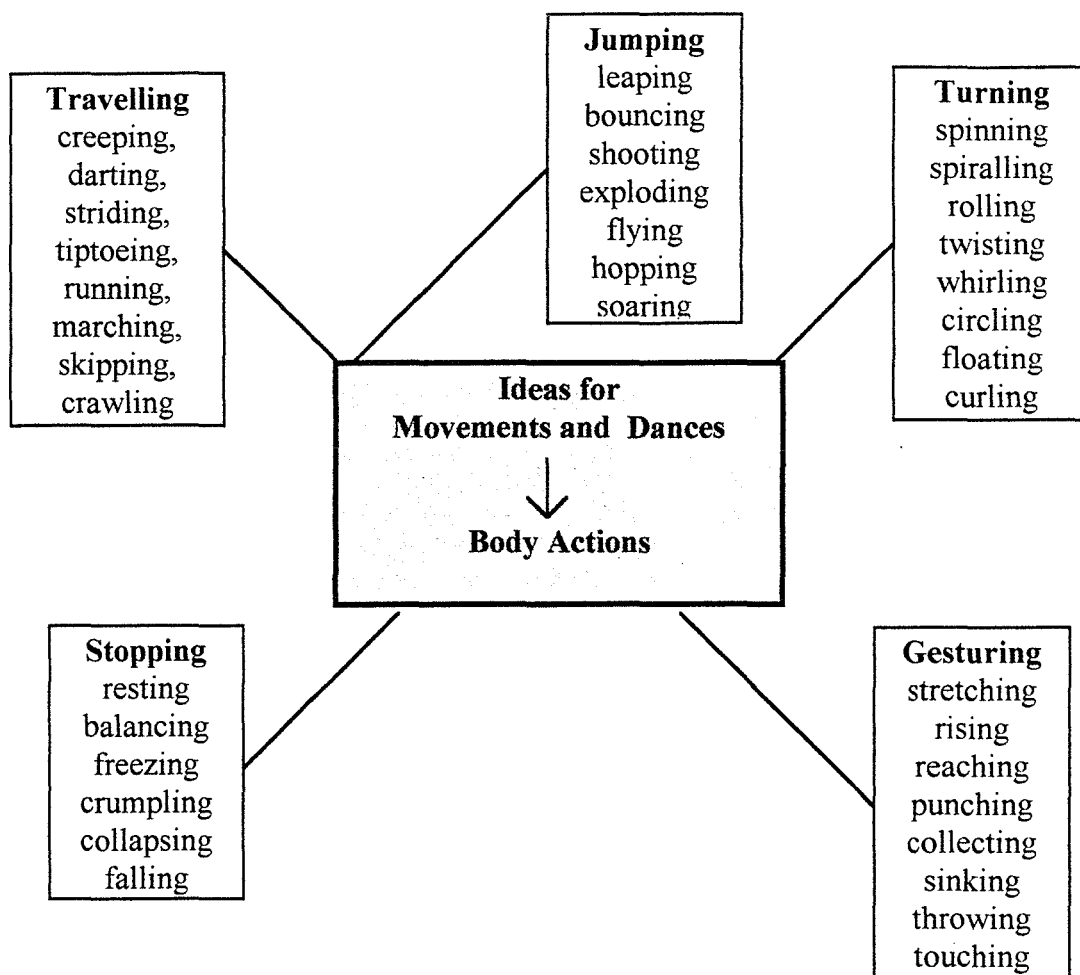 Travelling
creeping,
darting,
striding,
tiptoeing,
running,
marching,
skipping,
crawling
Jumping
leaping
bouncing
shooting
exploding
flying
hopping
soaring
Turning
spinning
spiralling
rolling
twisting
whirling
circling
floating
curling
Ideas for
Movements and Dances
Body Actions
Stopping
resting
balancing
freezing
crumpling
collapsing
falling
Gesturing
stretching
rising
reaching
punching
collecting
sinking
throwing
touching